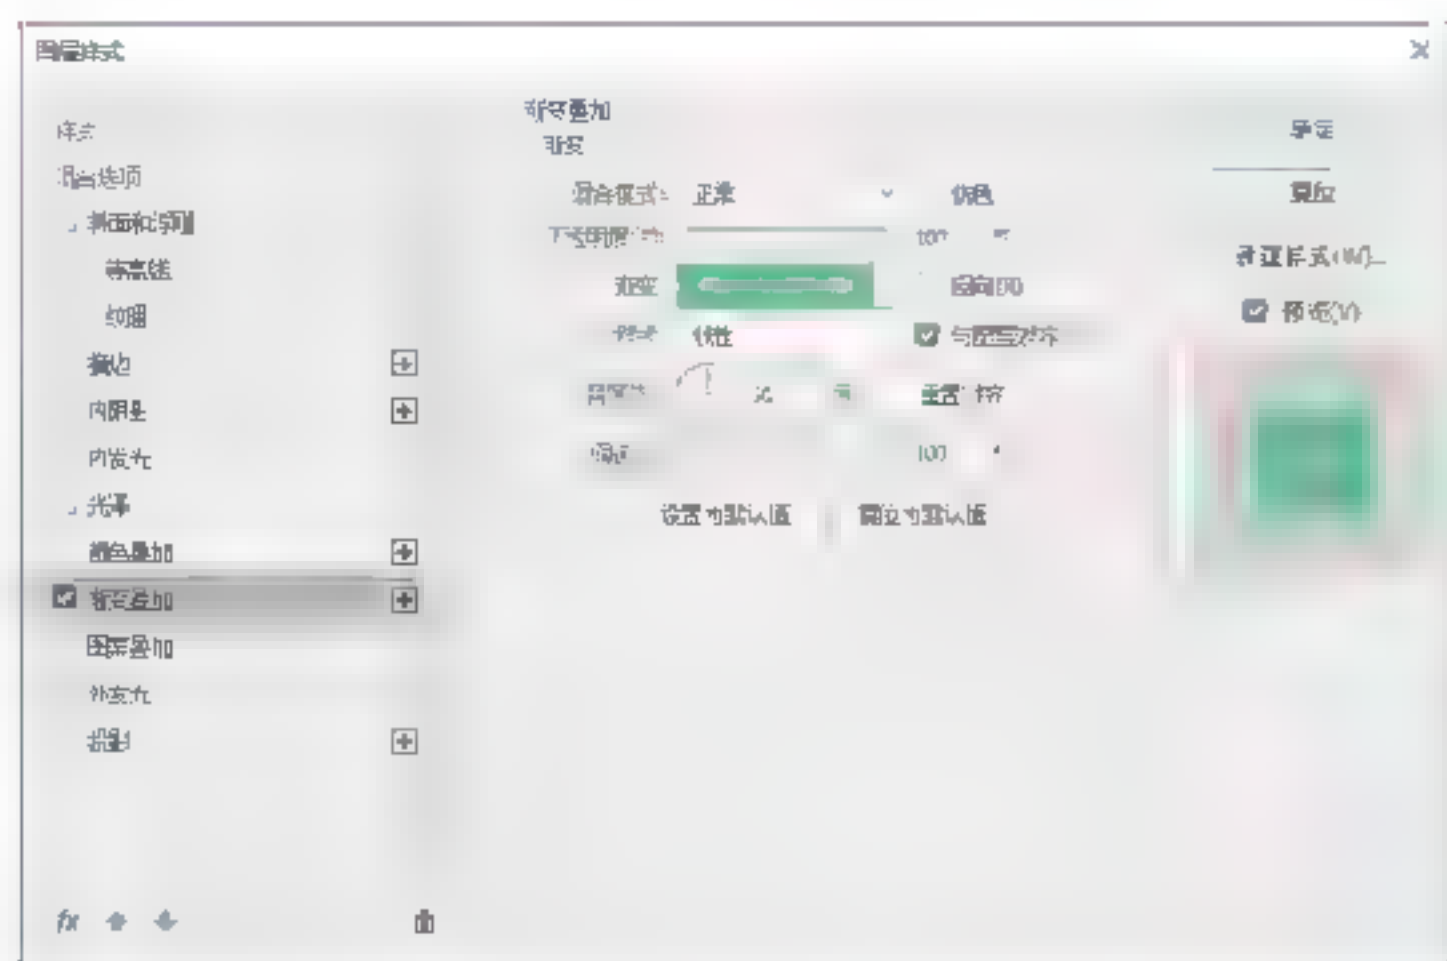 图层样式
样式
混合选项
斜面和浮雕
等高线
纹理
描边
内阴影
内发光
光泽
颜色叠加
渐变叠加
图案叠加
外发光
投影
fx
渐变叠加
渐变
混合模式: 正常 仿色
不透明度 100 %
渐变 反向(R)
样式 线性 与图层对齐
角度 重置对齐
缩放 100
设置为默认值 复位为默认值
确定
复位
新建样式(W)...
预览(V)